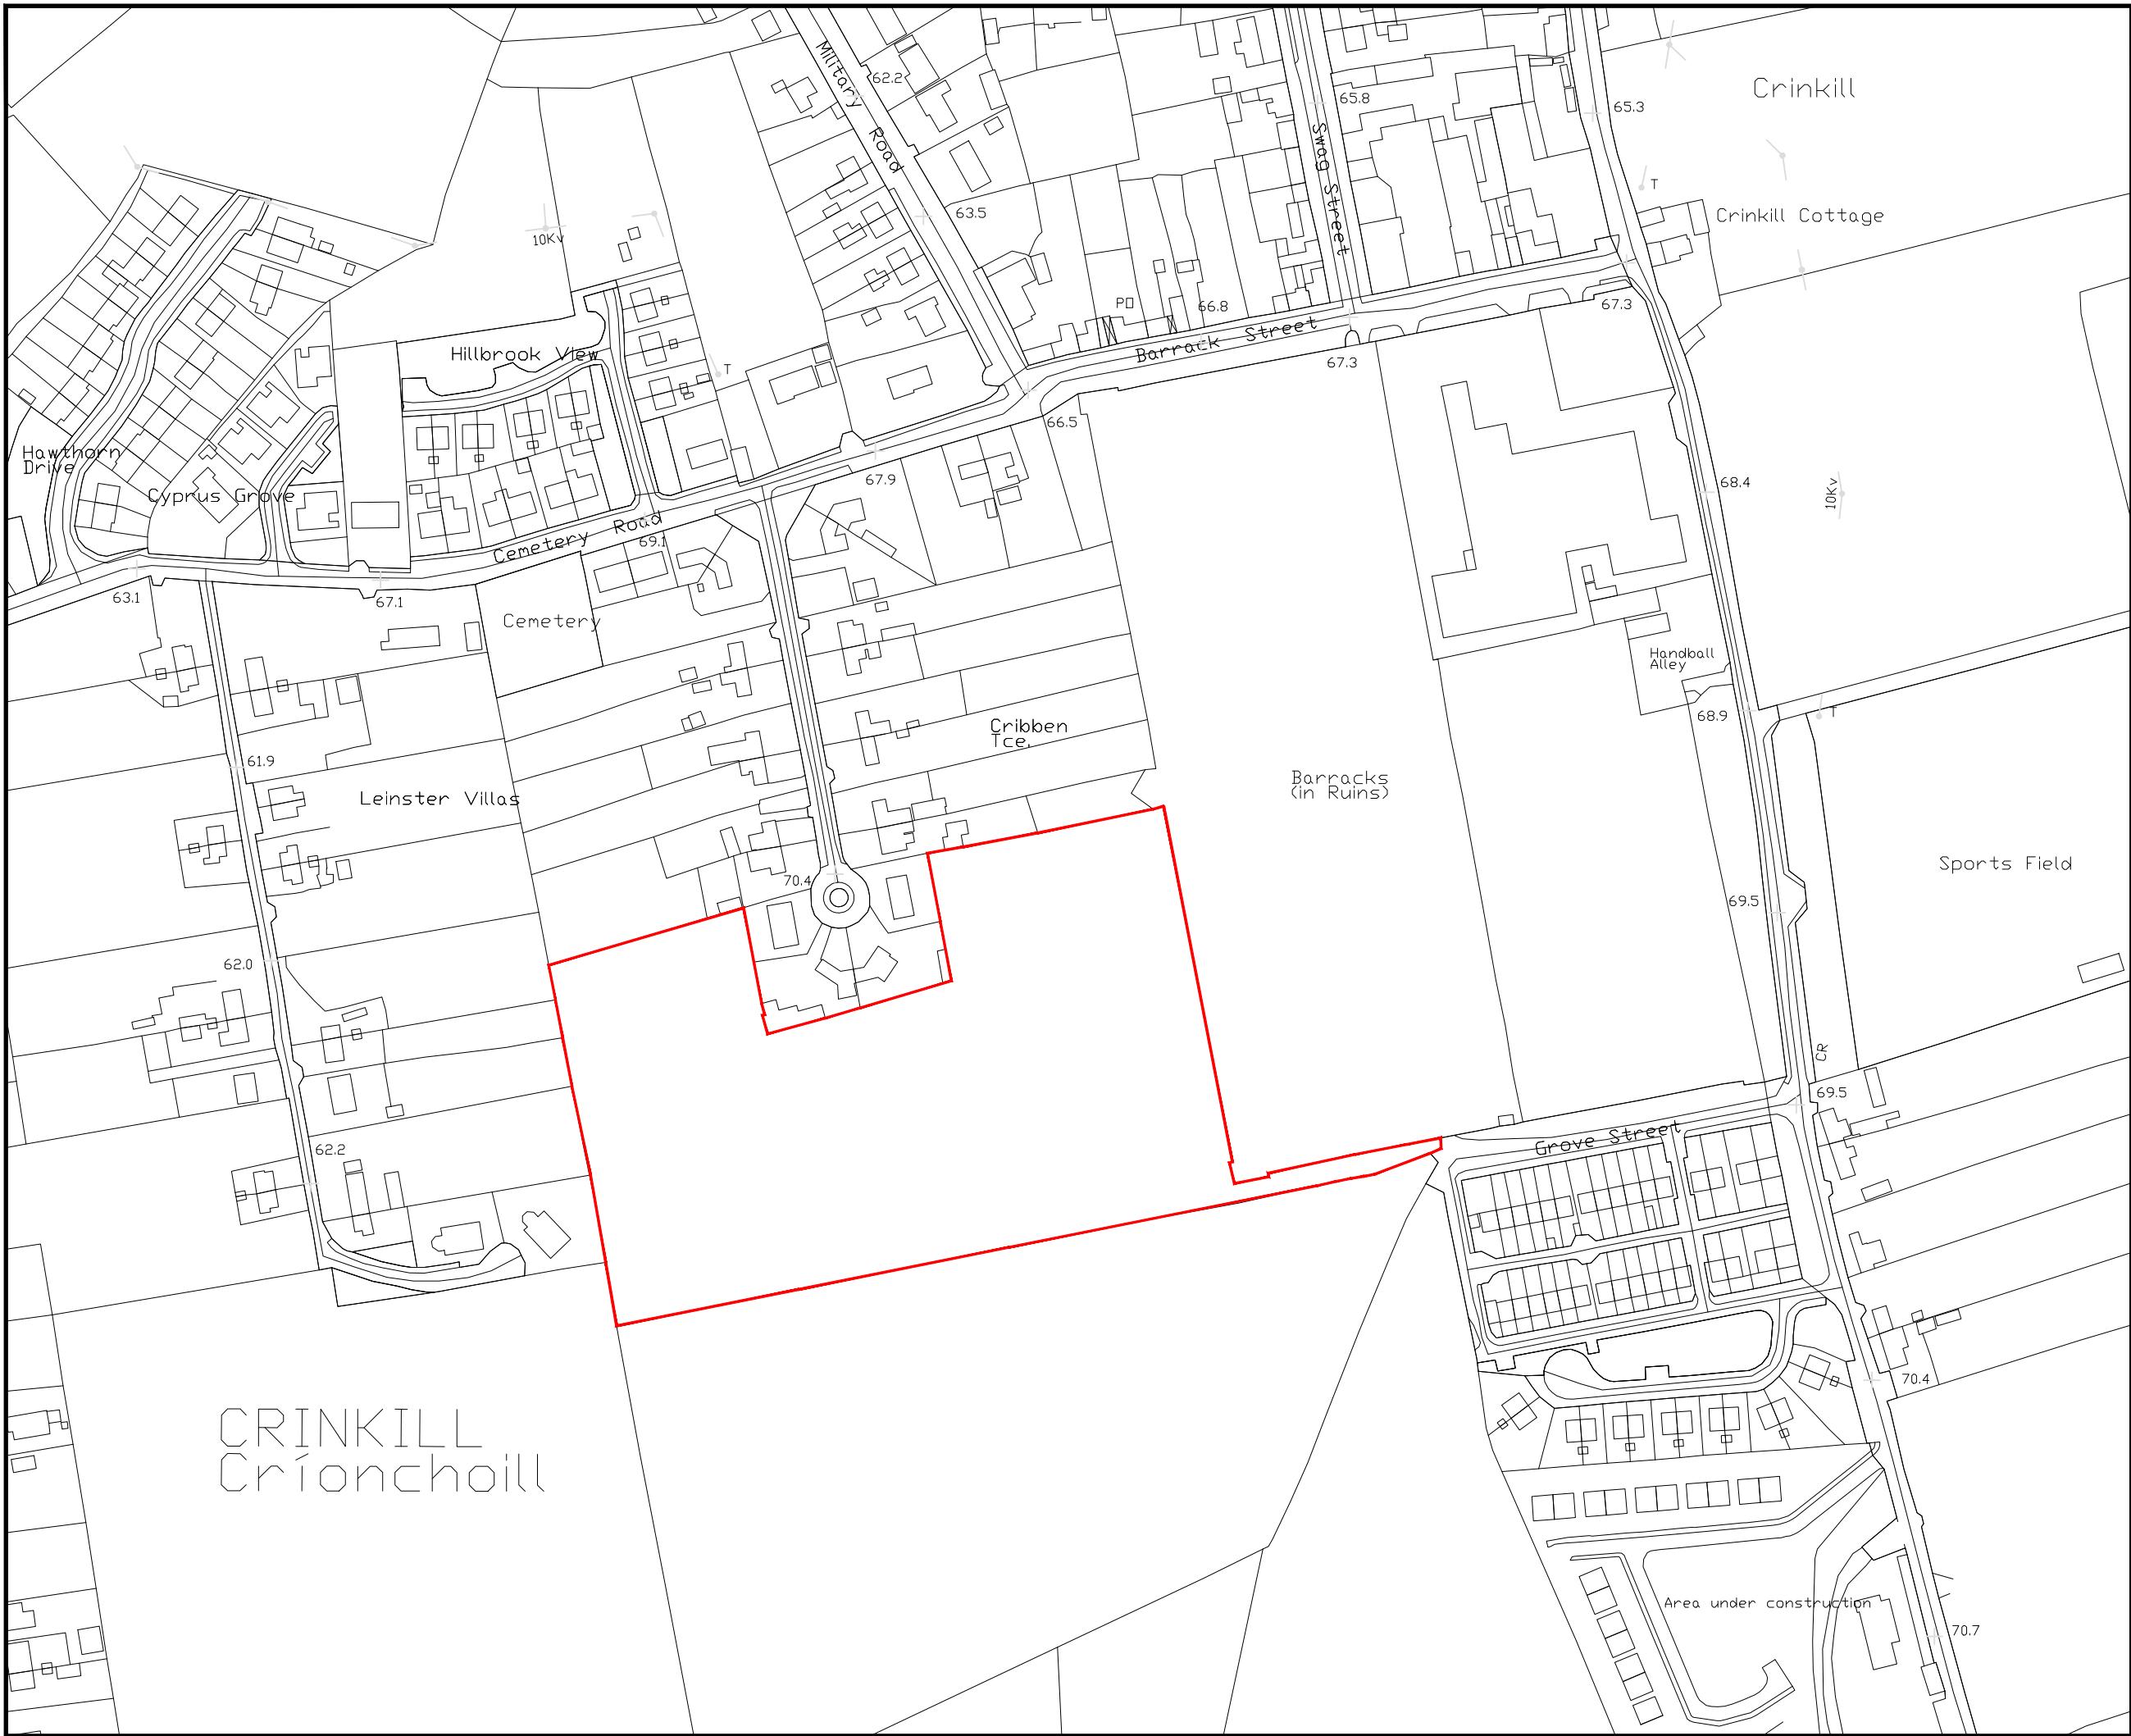 Military Road
62.2
65.8
65.3
Crinkill
Swag Street
T
Crinkill Cottage
63.5
10Kv
PO
66.8
67.3
Barrack Street
67.3
Hillbrook View
T
66.5
Hawthorn
Drive
Cyprus Grove
67.9
68.4
10Kv
Cemetery Road
69.1
63.1
67.1
Cemetery
Handball
Alley
68.9
T
Cribben
Tce.
61.9
Leinster Villas
Barracks
(in Ruins)
Sports Field
70.4
69.5
62.0
CR
69.5
Grove Street
62.2
70.4
CRINKILL
Críonchoill
Area under construction
70.7